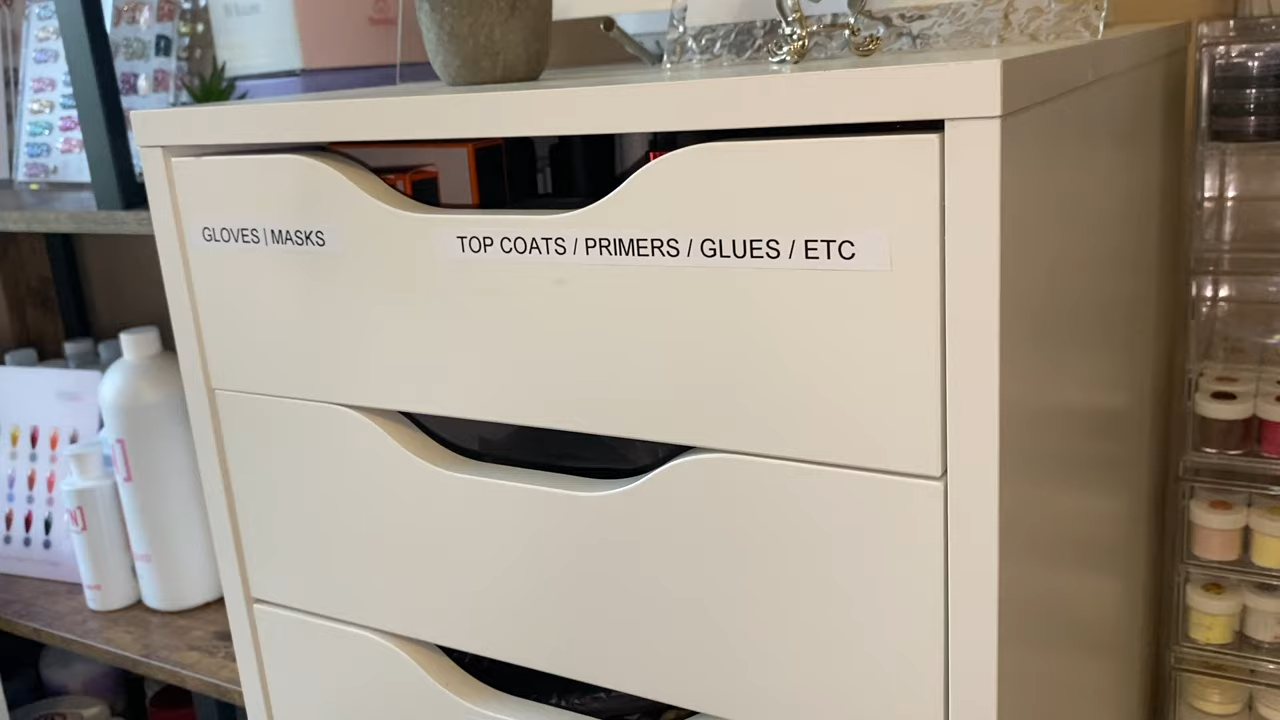 GLOVES | MASKS
TOP COATS / PRIMERS / GLUES / ETC